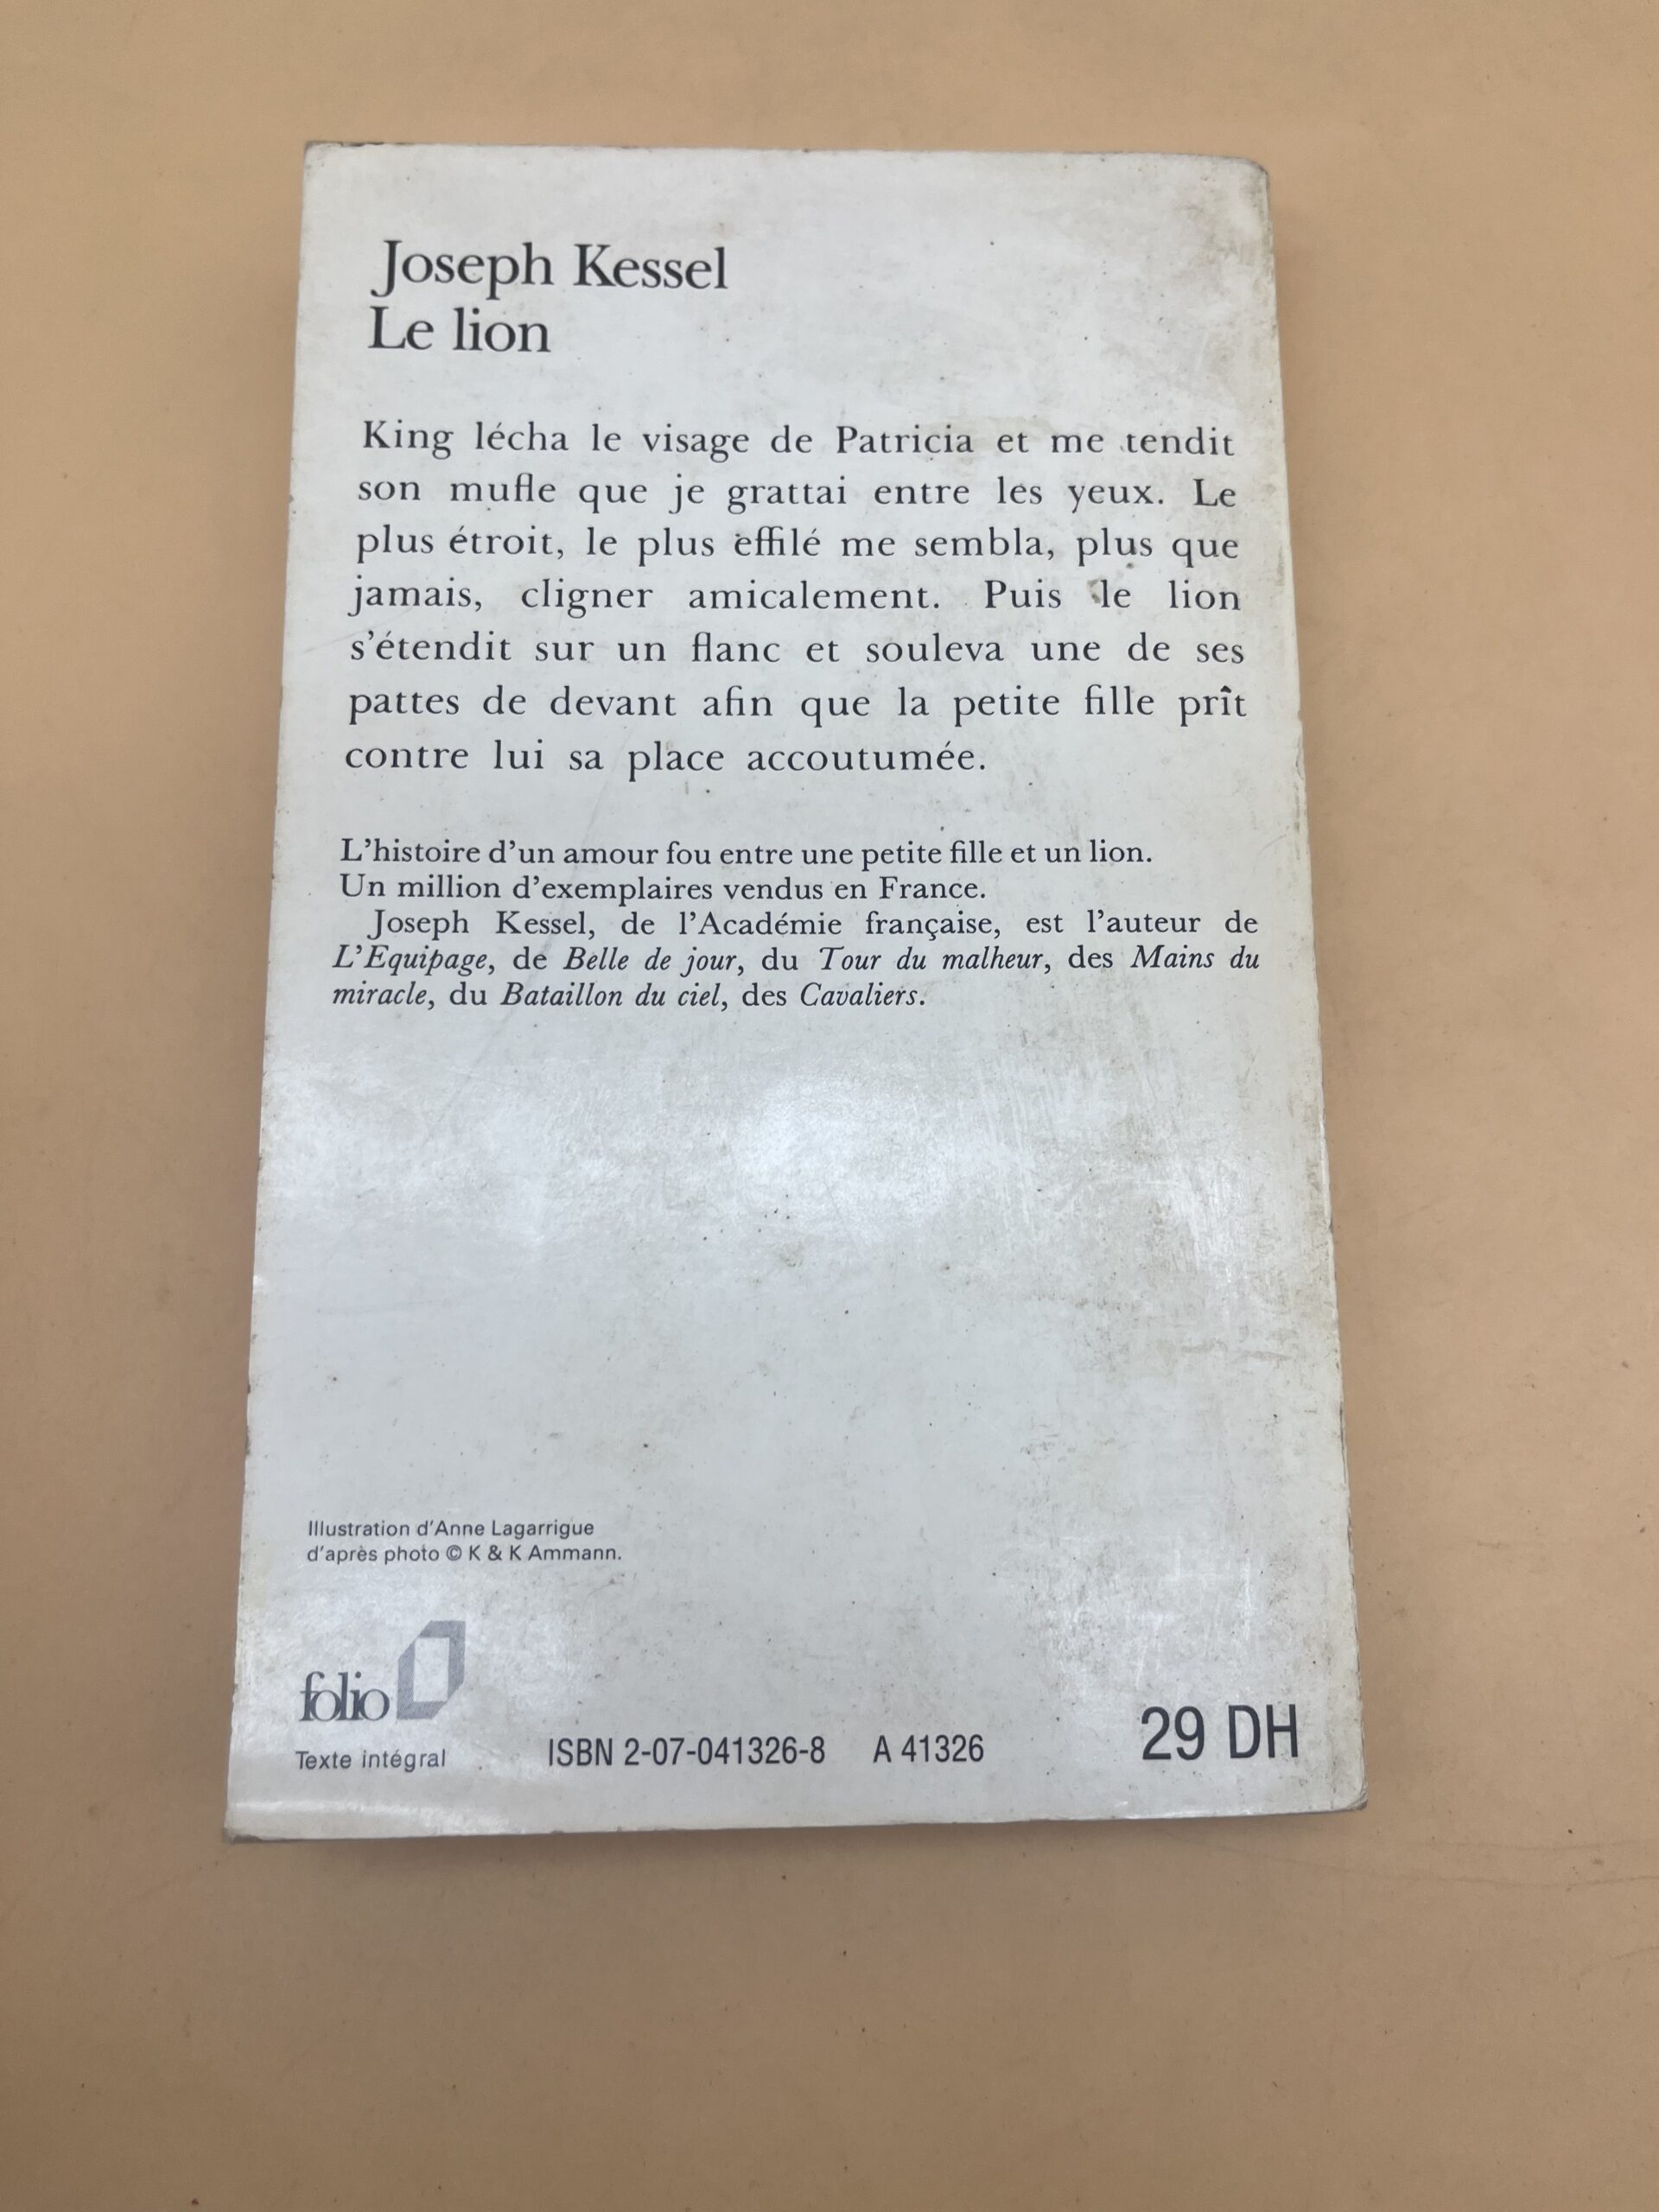 Joseph Kessel
Le lion
King lécha le visage de Patricia et me tendit
son mufle que je grattai entre les yeux. Le
plus étroit, le plus effilé me sembla, plus que
jamais, cligner amicalement. Puis le lion
s'étendit sur un flanc et souleva une de ses
pattes de devant afin que la petite fille prît
contre lui sa place accoutumée.
L'histoire d'un amour fou entre une petite fille et un lion.
Un million d'exemplaires vendus en France.
Joseph Kessel, de l'Académie française, est l'auteur de
L'Equipage, de Belle de jour, du Tour du malheur, des Mains du
miracle, du Bataillon du ciel, des Cavaliers.
Illustration d'Anne Lagarrigue
d'après photo © K & K Ammann.
folio
Texte intégral
ISBN 2-07-041326-8 A 41326
29 DH